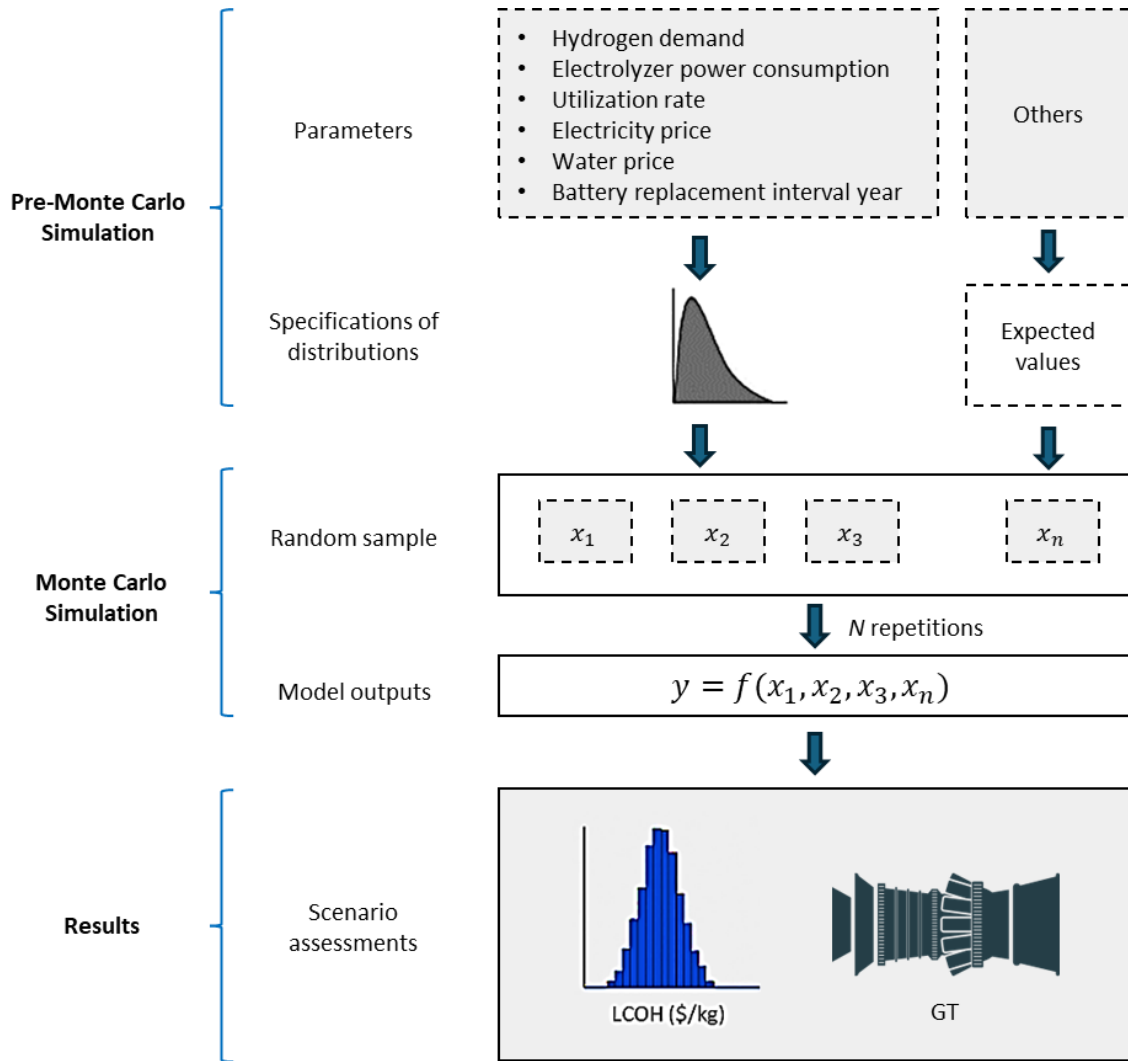 • Hydrogen demand
• Electrolyzer power consumption
• Utilization rate
• Electricity price
• Water price
• Battery replacement interval year
Others
Parameters
Pre-Monte Carlo
Simulation
Specifications of
distributions
Expected
values
Random sample
x₁
x₂
x₃
xₙ
Monte Carlo
Simulation
N repetitions
Model outputs
y = f(x₁, x₂, x₃, xₙ)
Results
Scenario
assessments
LCOH ($/kg)
GT